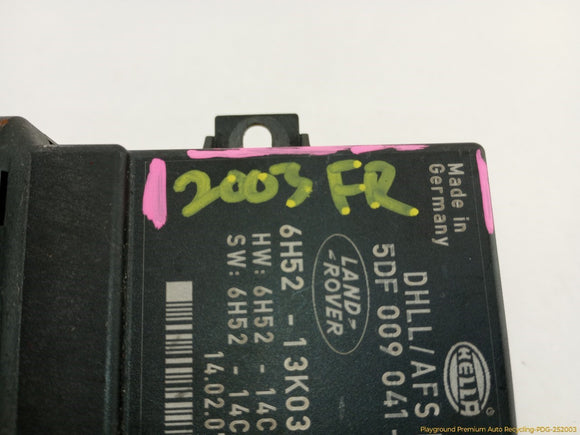 2003 FR
Made in
Germany
DHLL/AFS
5DF 009 041-
HELLA
LAND
ROVER
6H52 - 13K03
HW: 6H52 - 14C
SW: 6H52 - 14C
14.02.0
Playground Premium Auto Recycling-PDG-252003